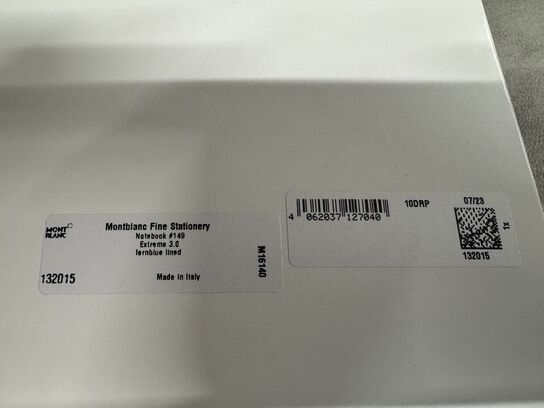 MONT
BLANC
Montblanc Fine Stationery
Notebook #149
Extreme 3.0
fernblue lined
132015
Made in Italy
M16140
4 062037 127040
10DRP
07/23
1x
132015